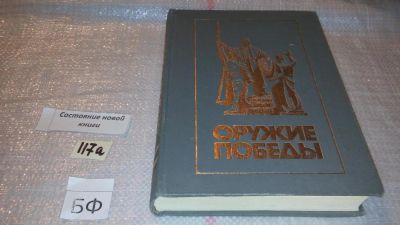 Состояние новой
книги
117а
БФ
ОРУЖИЕ
ПОБЕДЫ